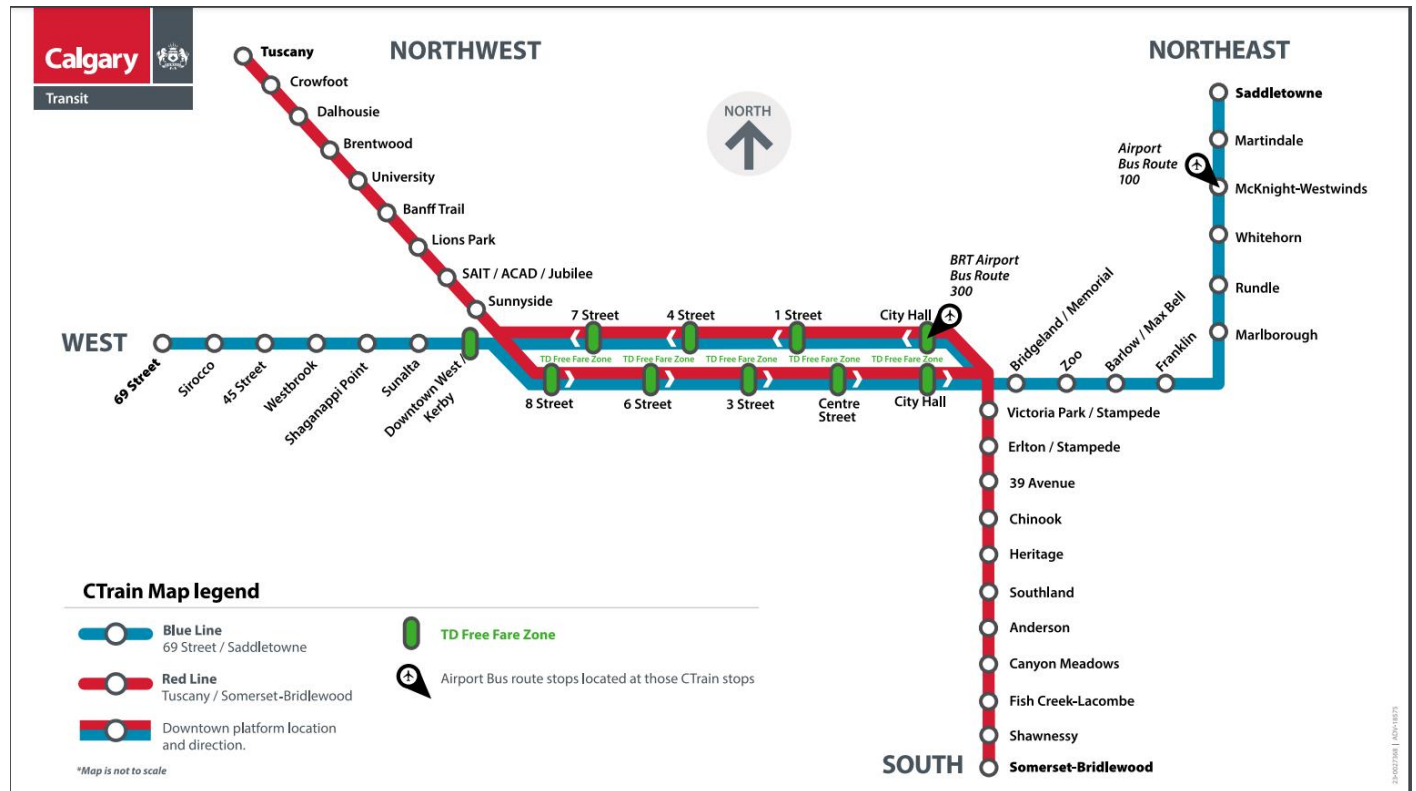 Calgary
Transit
NORTHWEST
NORTHEAST
NORTH
Tuscany
Crowfoot
Dalhousie
Brentwood
University
Banff Trail
Lions Park
SAIT / ACAD / Jubilee
Sunnyside
Saddletowne
Martindale
Airport
Bus Route
100
McKnight-Westwinds
Whitehorn
Rundle
Marlborough
BRT Airport
Bus Route
300
WEST
69 Street
Sirocco
45 Street
Westbrook
Shaganappi Point
Sunalta
Downtown West /
Kerby
7 Street
4 Street
1 Street
City Hall
TD Free Fare Zone
TD Free Fare Zone
TD Free Fare Zone
TD Free Fare Zone
TD Free Fare Zone
8 Street
6 Street
3 Street
Centre
Street
City Hall
Bridgeland / Memorial
Zoo
Barlow / Max Bell
Franklin
Victoria Park / Stampede
Erlton / Stampede
39 Avenue
Chinook
Heritage
Southland
Anderson
Canyon Meadows
Fish Creek-Lacombe
Shawnessy
SOUTH
Somerset-Bridlewood
CTrain Map legend
Blue Line
69 Street / Saddletowne
Red Line
Tuscany / Somerset-Bridlewood
Downtown platform location
and direction.
TD Free Fare Zone
Airport Bus route stops located at those CTrain stops
*Map is not to scale